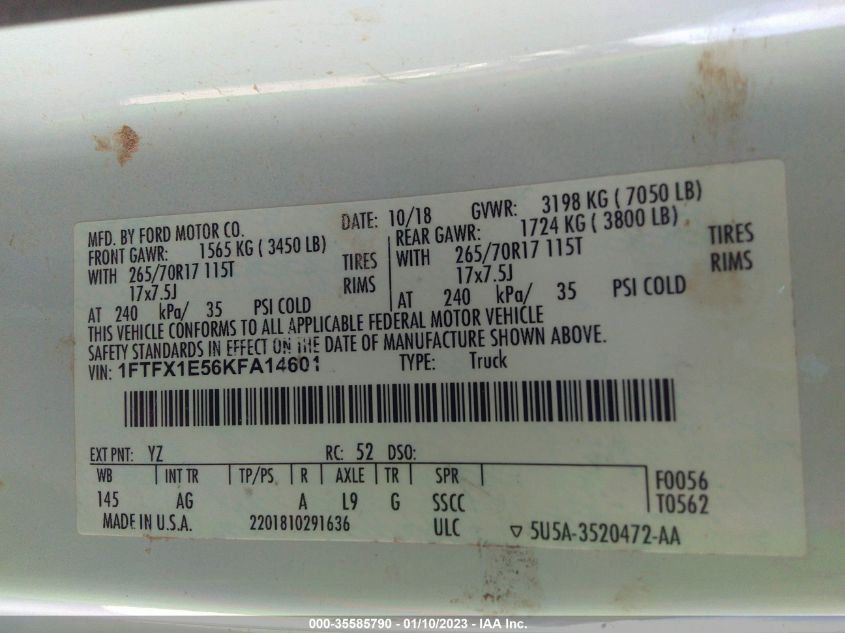 MFD. BY FORD MOTOR CO. DATE: 10/18 GVWR: 3198 KG ( 7050 LB)
FRONT GAWR: 1565 KG ( 3450 LB) REAR GAWR: 1724 KG ( 3800 LB)
WITH 265/70R17 115T TIRES WITH 265/70R17 115T TIRES
17x7.5J RIMS 17x7.5J RIMS
AT 240 kPa/ 35 PSI COLD AT 240 kPa/ 35 PSI COLD
THIS VEHICLE CONFORMS TO ALL APPLICABLE FEDERAL MOTOR VEHICLE
SAFETY STANDARDS IN EFFECT ON THE DATE OF MANUFACTURE SHOWN ABOVE.
VIN: 1FTFX1E56KFA14601 TYPE: Truck
EXT PNT: YZ RC: 52 DSO:
WB INT TR TP/PS R AXLE TR SPR F0056
145 AG A L9 G SSCC T0562
MADE IN U.S.A. 2201810291636 ULC 5U5A-3520472-AA
000-35585790 - 01/10/2023 - IAA Inc.